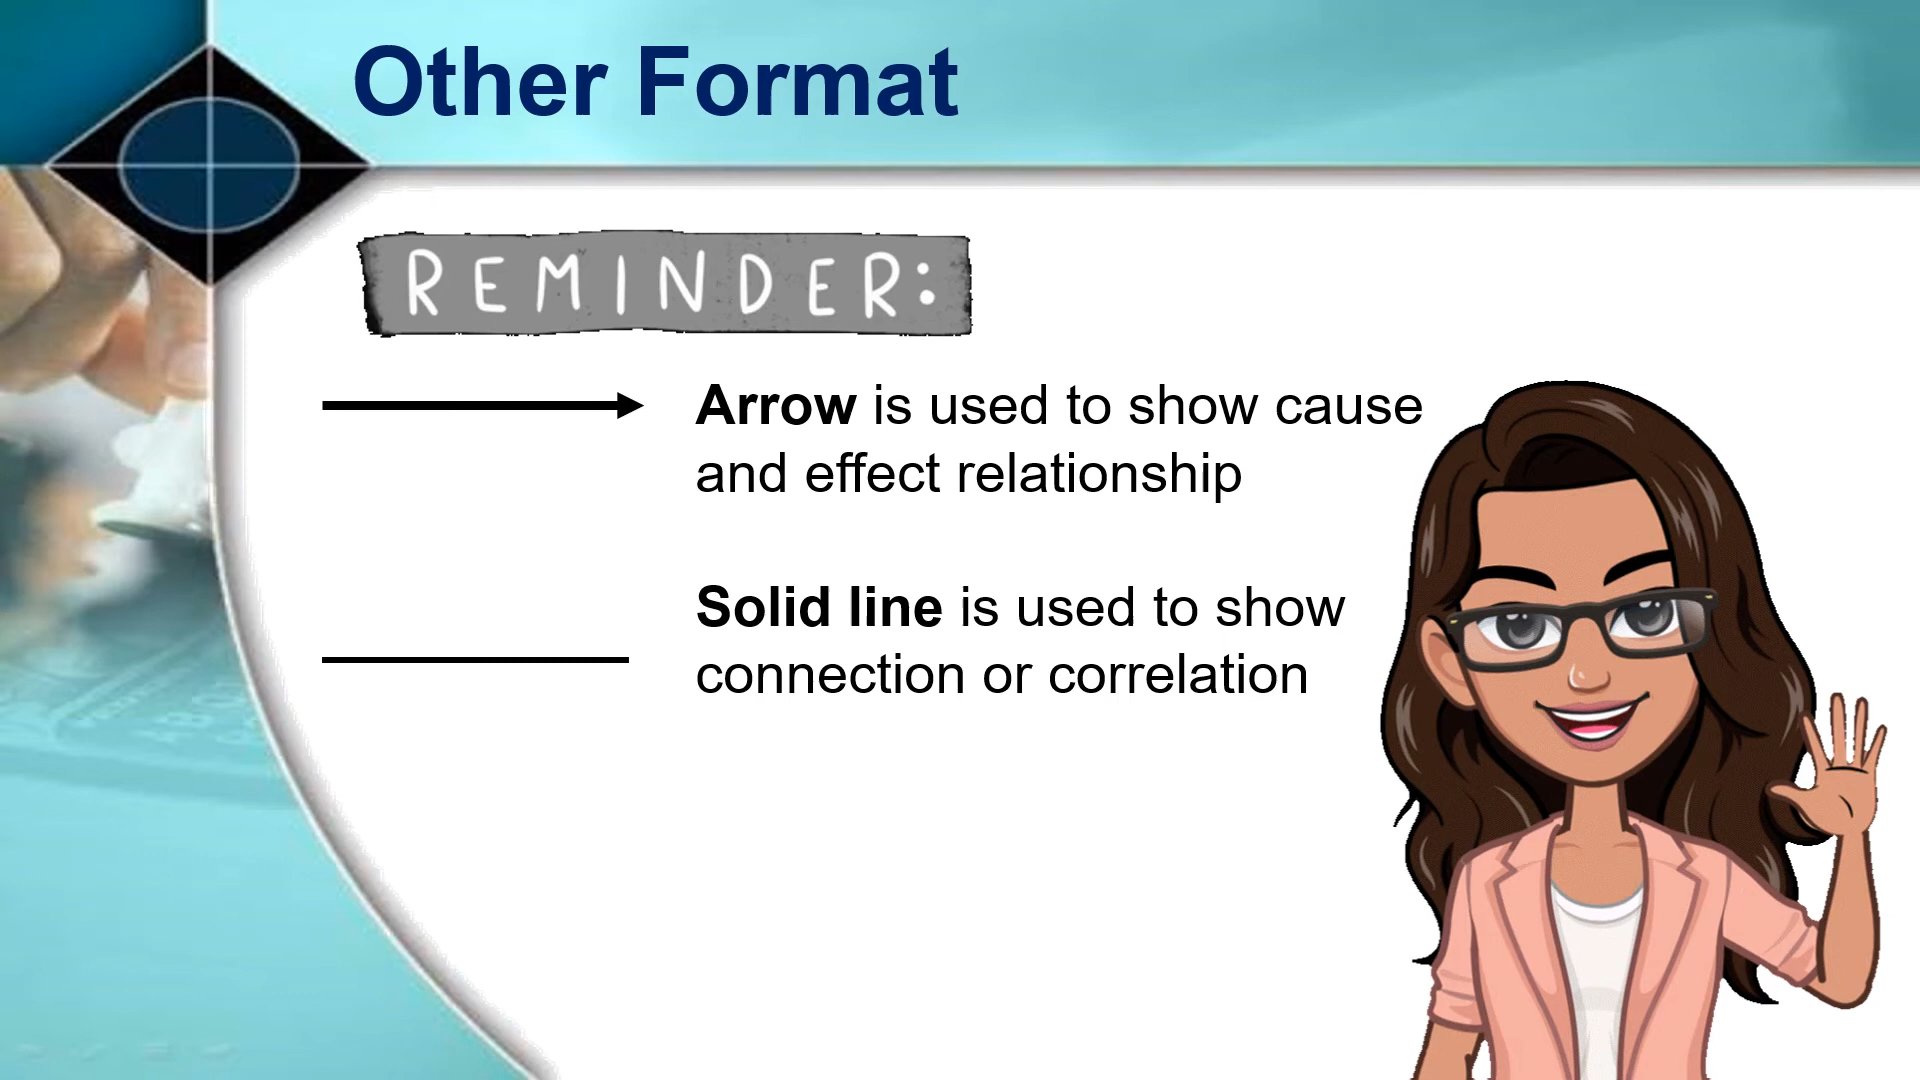 Other Format
REMINDER:
Arrow is used to show cause
and effect relationship
Solid line is used to show
connection or correlation